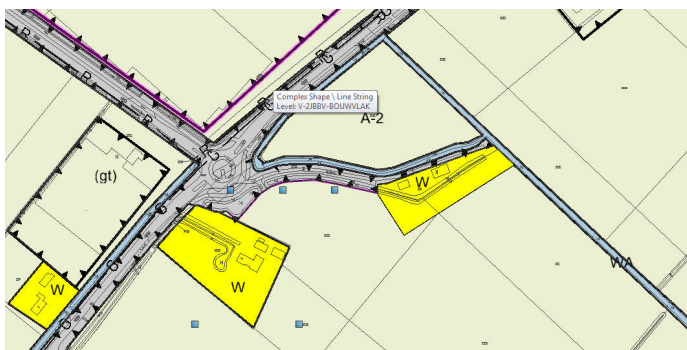 Complex Shape \ Line String
Level: V-2JBBV-BOUWVLAK
A-2
(gt)
W
W
W
WA